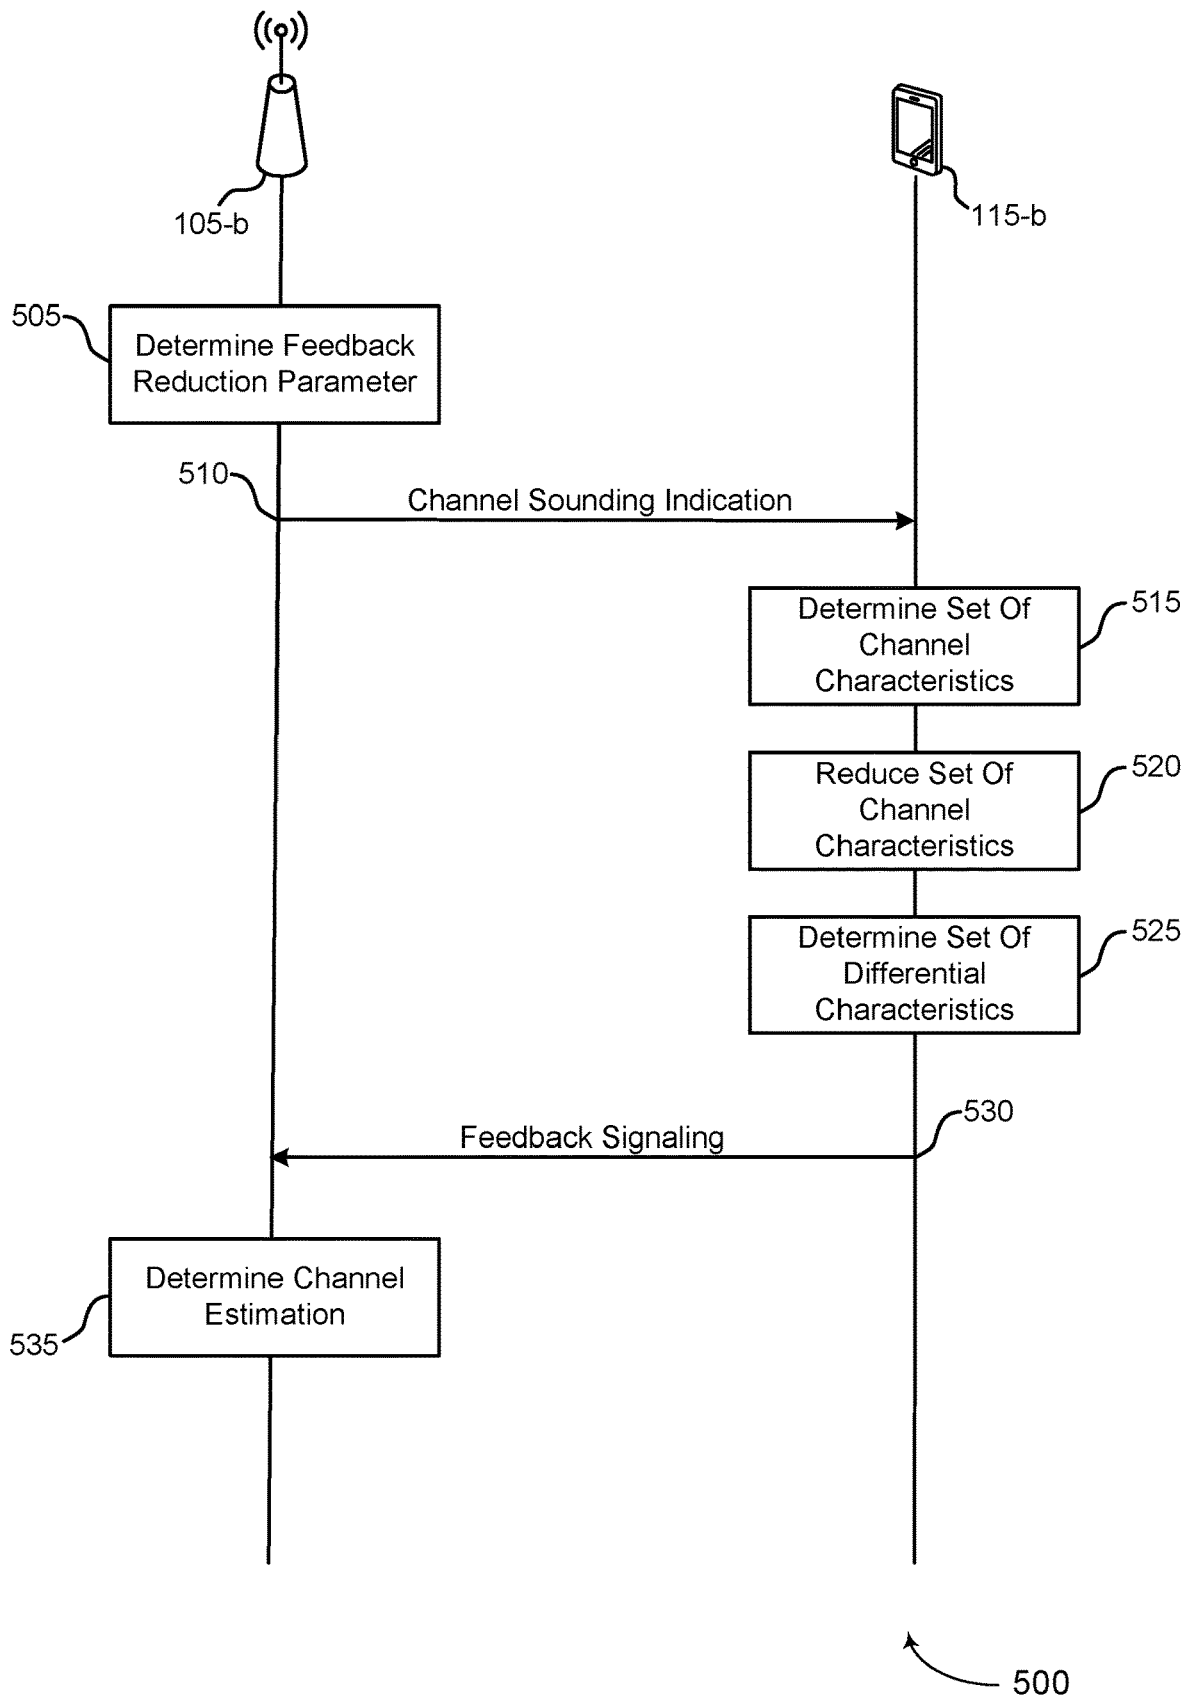 105-b
115-b
505
Determine Feedback
Reduction Parameter
510
Channel Sounding Indication
Determine Set Of
Channel
Characteristics
515
Reduce Set Of
Channel
Characteristics
520
Determine Set Of
Differential
Characteristics
525
530
Feedback Signaling
Determine Channel
Estimation
535
500